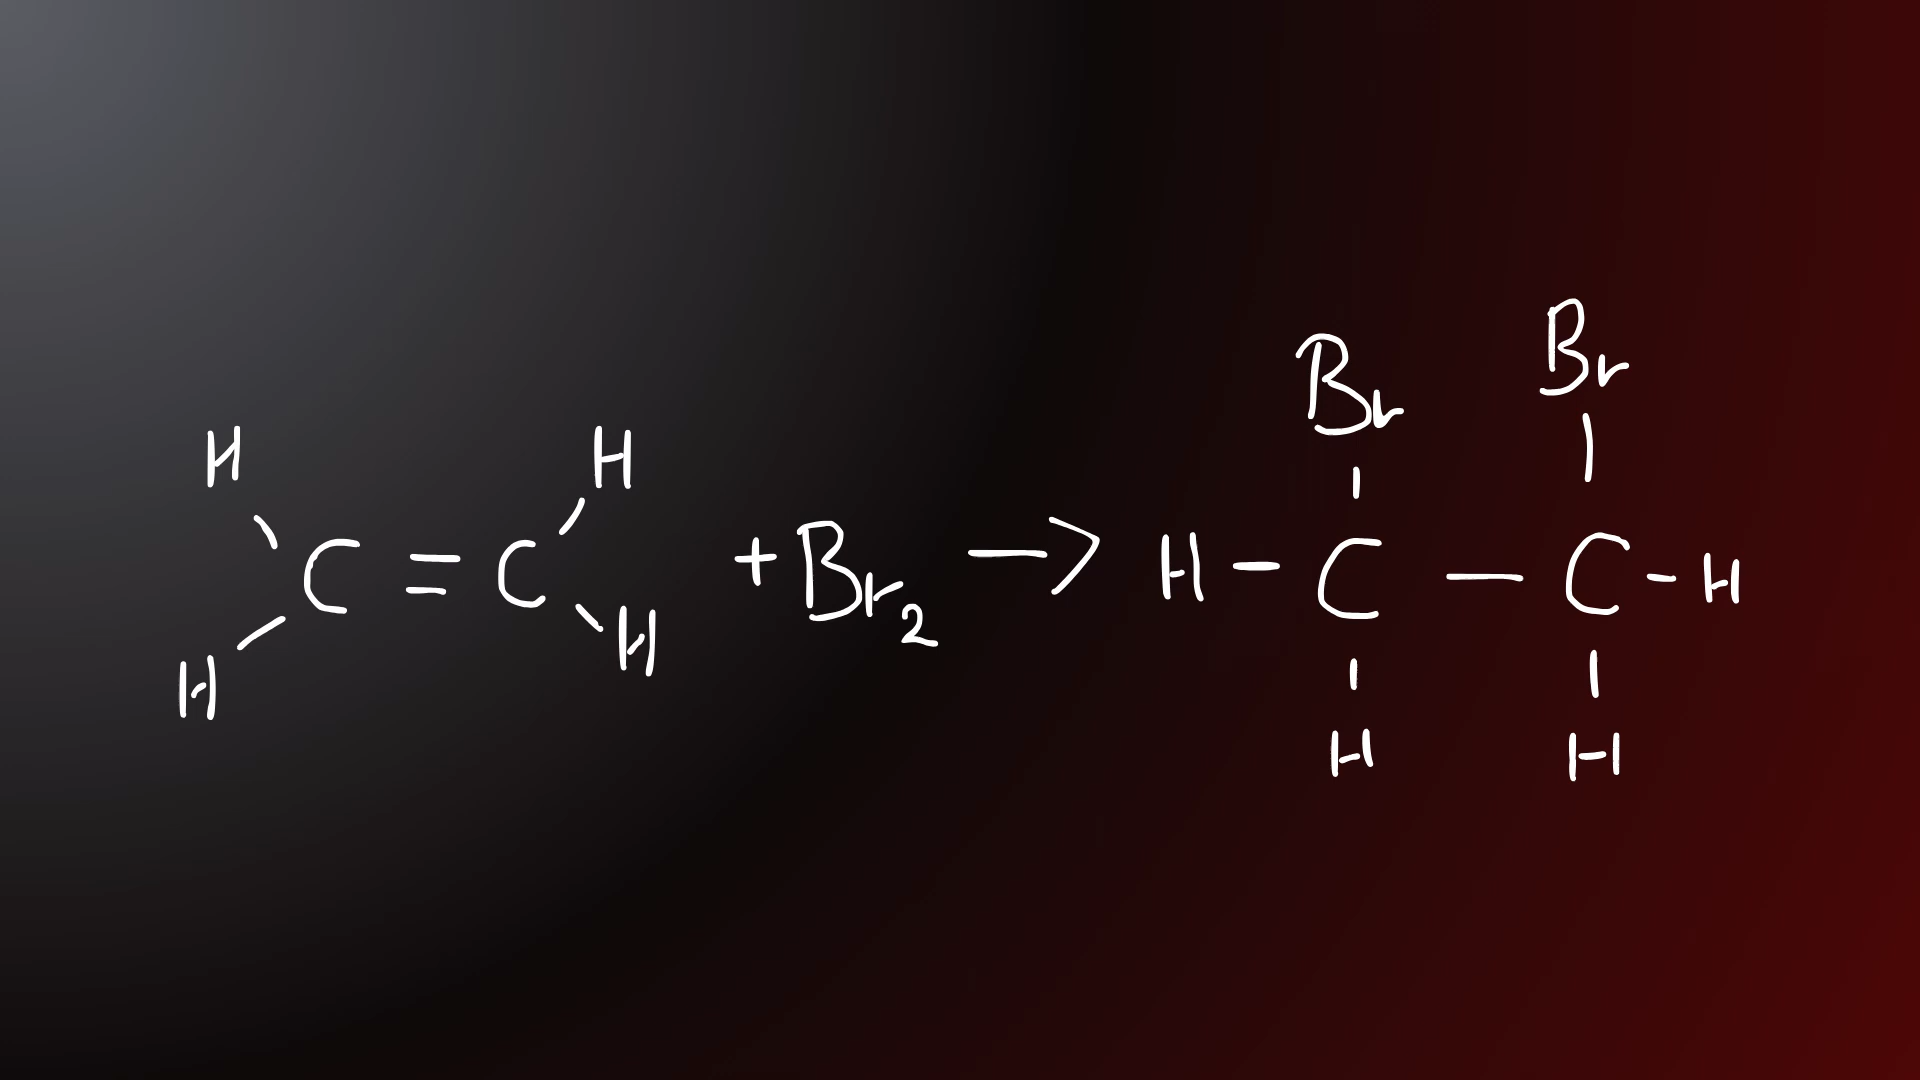 Br Br
H H
C = C + Br₂ → H - C — C - H
H H
H H